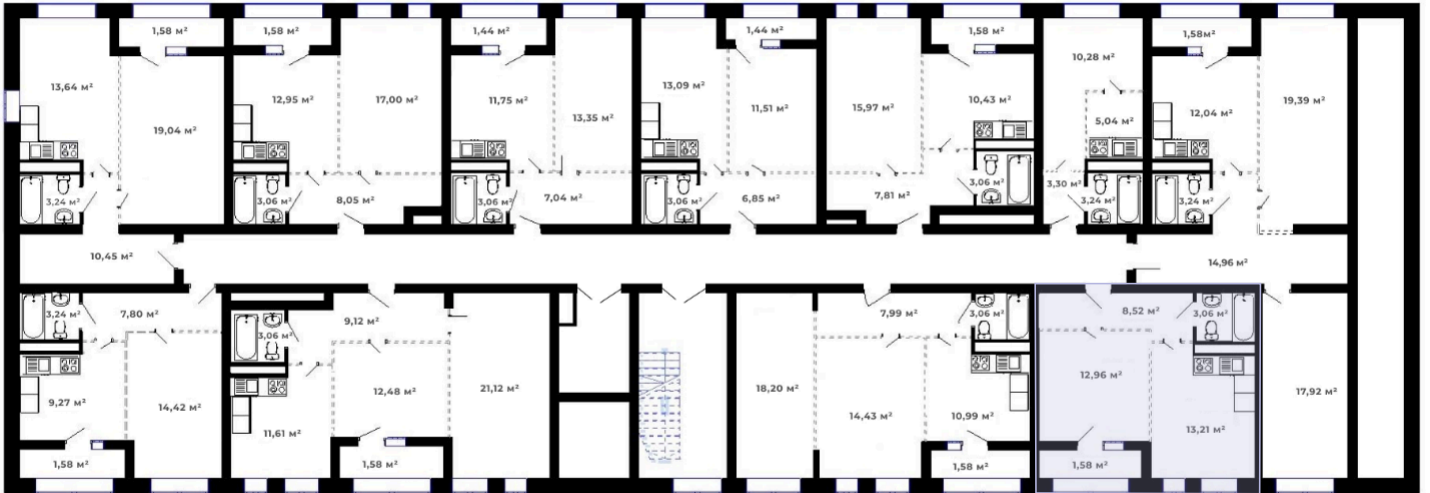 1,58 м²
1,58 м²
1,44 м²
1,44 м²
1,58 м²
1,58м²
13,64 м²
19,04 м²
12,95 м²
17,00 м²
11,75 м²
13,35 м²
13,09 м²
11,51 м²
15,97 м²
10,43 м²
10,28 м²
5,04 м²
12,04 м²
19,39 м²
3,24 м²
3,06 м²
8,05 м²
3,06 м²
7,04 м²
3,06 м²
6,85 м²
7,81 м²
3,06 м²
3,30 м²
3,24 м²
3,24 м²
10,45 м²
14,96 м²
3,24 м²
7,80 м²
3,06 м²
9,12 м²
7,99 м²
3,06 м²
8,52 м²
3,06 м²
9,27 м²
14,42 м²
11,61 м²
12,48 м²
21,12 м²
18,20 м²
14,43 м²
10,99 м²
12,96 м²
13,21 м²
17,92 м²
1,58 м²
1,58 м²
1,58 м²
1,58 м²